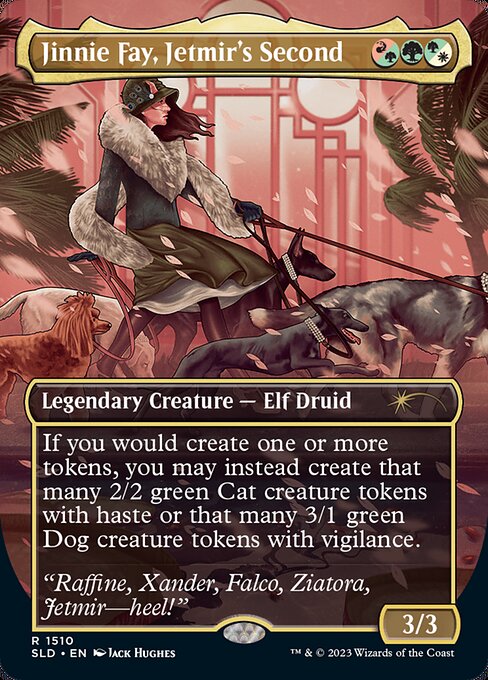 Jinnie Fay, Jetmir's Second
Legendary Creature — Elf Druid
If you would create one or more
tokens, you may instead create that
many 2/2 green Cat creature tokens
with haste or that many 3/1 green
Dog creature tokens with vigilance.
“Raffine, Xander, Falco, Ziatora,
Jetmir—heel!”
3/3
R 1510
SLD • EN Jack Hughes
™ & © 2023 Wizards of the Coast